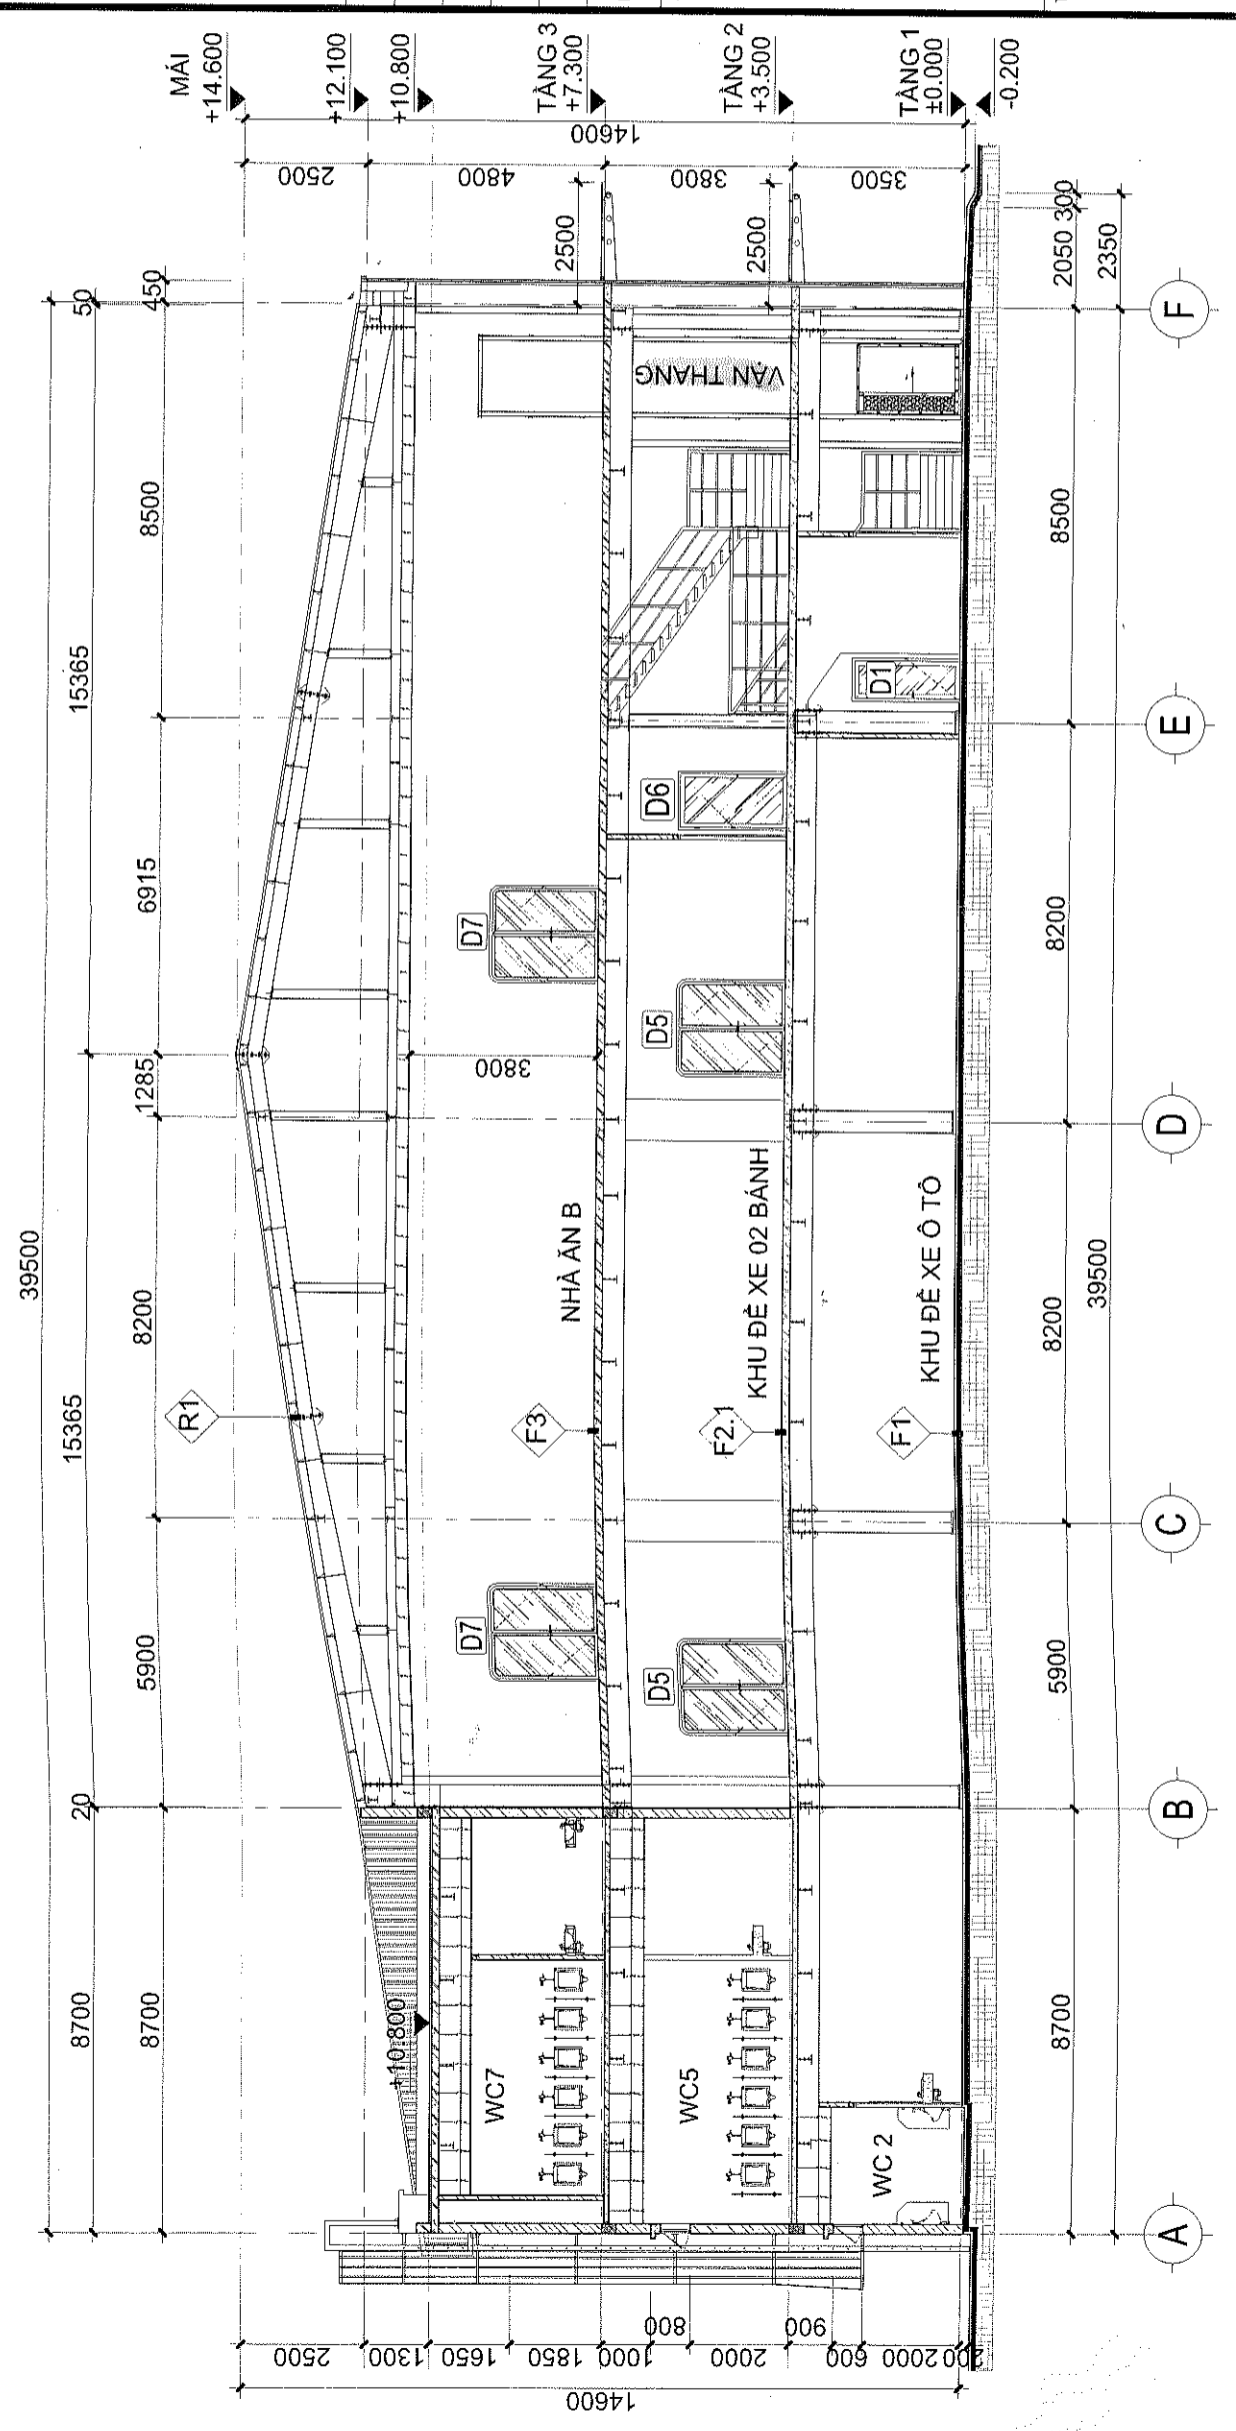 39500
15365
15365
8700
20
50
450
8500
6915
1285
8200
5900
8700
MÁI
+14.600
+12.100
+10.800
TẦNG 3
+7.300
TẦNG 2
+3.500
TẦNG 1
±0.000
-0.200
14600
2500
4800
3800
3500
2500
2500
2050
300
2350
R1
+10.800
3800
D7
D7
NHÀ ĂN B
F3
WC7
VẬN THANG
D6
D5
D5
KHU ĐỂ XE 02 BÁNH
F2.1
WC5
D1
KHU ĐỂ XE Ô TÔ
F1
WC 2
14600
2500
1300
1650
1850
1000
800
2000
900
600
2000
200
8500
8200
8200
5900
8700
39500
A
B
C
D
E
F